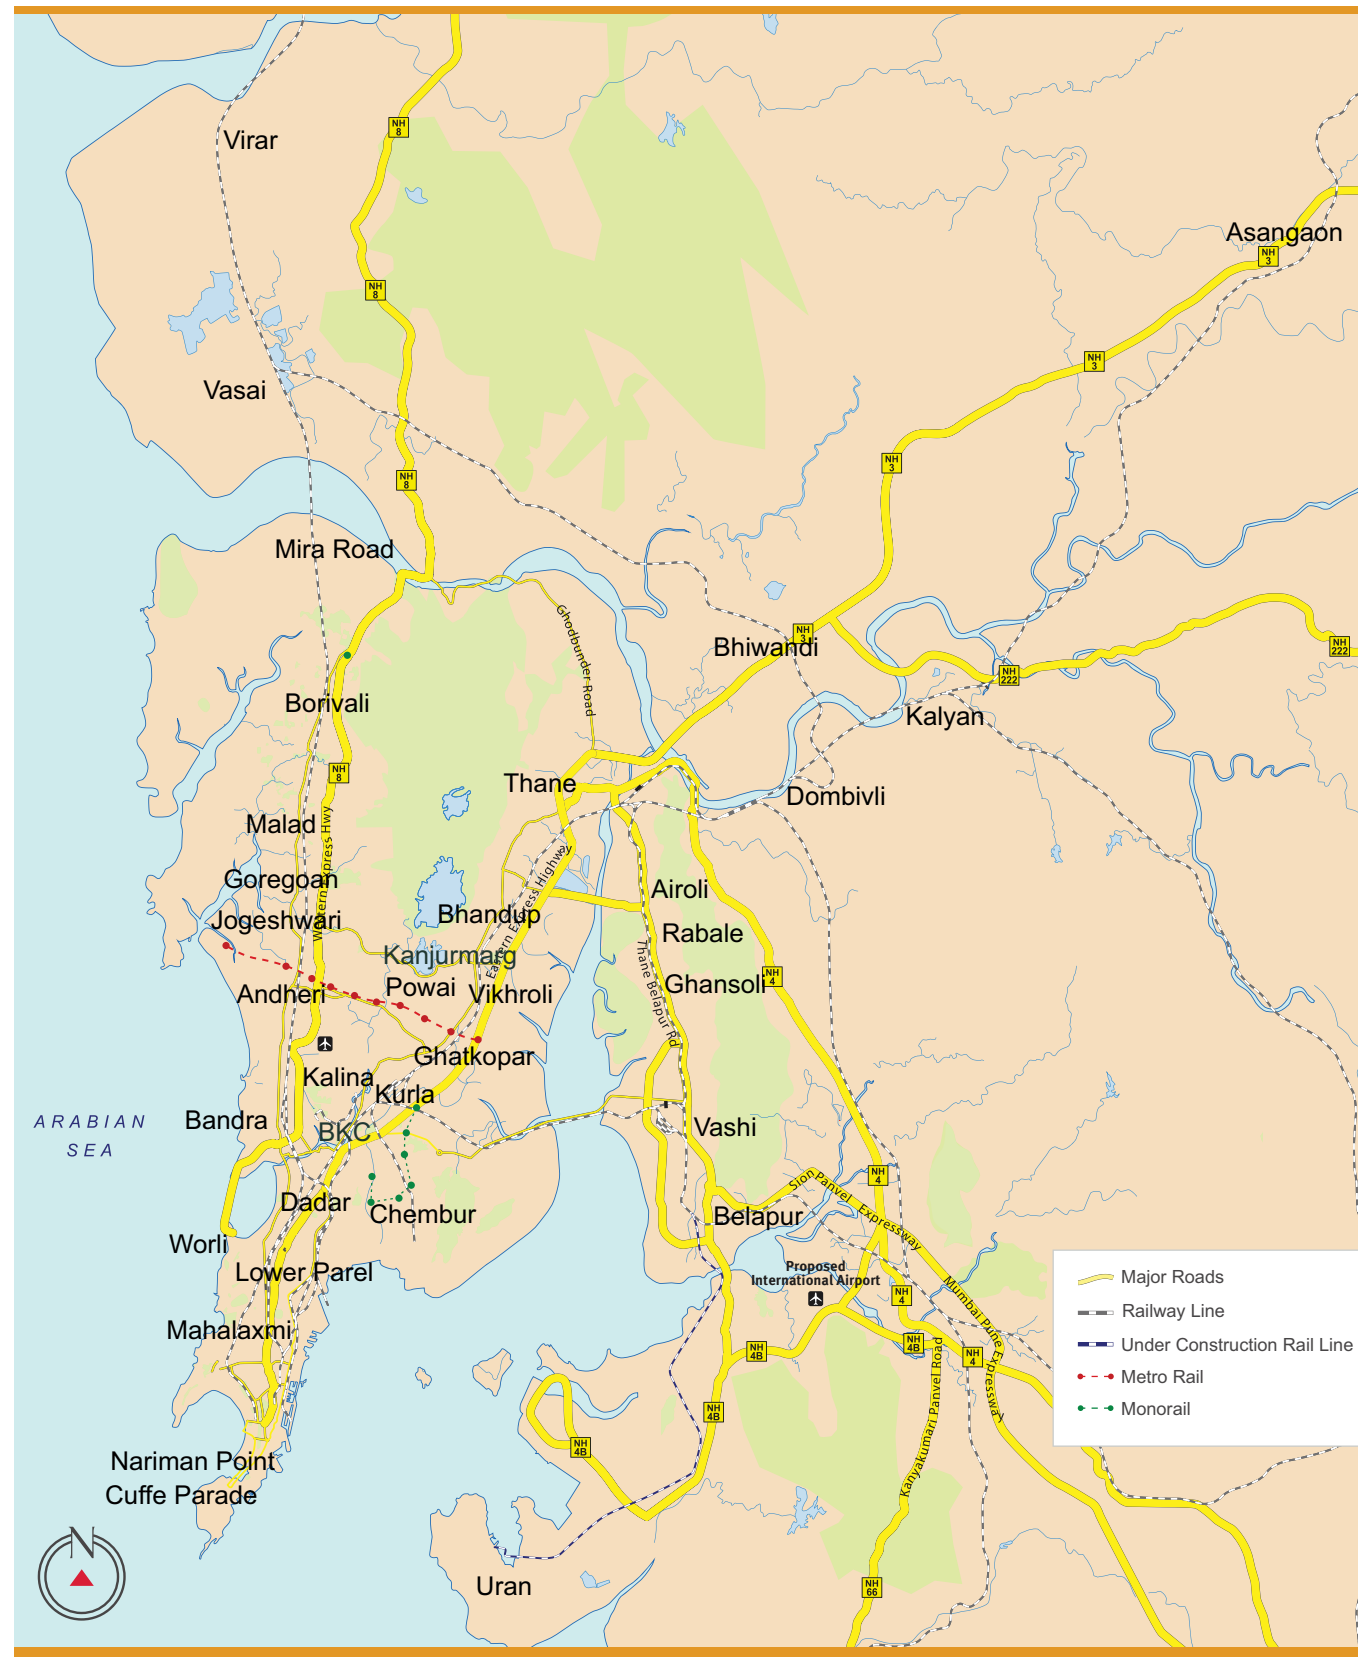 Virar
NH
8
Asangaon
NH
3
NH
8
NH
3
Vasai
NH
3
NH
8
Mira Road
Ghodbunder Road
NH
3
Bhiwandi
NH
222
NH
222
Borivali
Kalyan
NH
8
Thane
Dombivli
Western Express Hwy
Malad
Eastern Express Highway
Goregoan
Airoli
Jogeshwari
Bhandup
Rabale
Kanjurmarg
Thane Belapur Rd
Andheri
Powai
Vikhroli
Ghansoli
NH
4
Ghatkopar
Kalina
Kurla
ARABIAN
SEA
Bandra
BKC
Vashi
NH
4
Sion Panvel Expressway
Dadar
Chembur
Belapur
Worli
Lower Parel
Proposed
International Airport
NH
4
Mumbai Pune Expressway
Mahalaxmi
NH
4B
NH
4B
NH
4
Kanyakumari Panvel Road
NH
4B
NH
4B
Nariman Point
Cuffe Parade
N
Uran
NH
66
Major Roads
Railway Line
Under Construction Rail Line
Metro Rail
Monorail